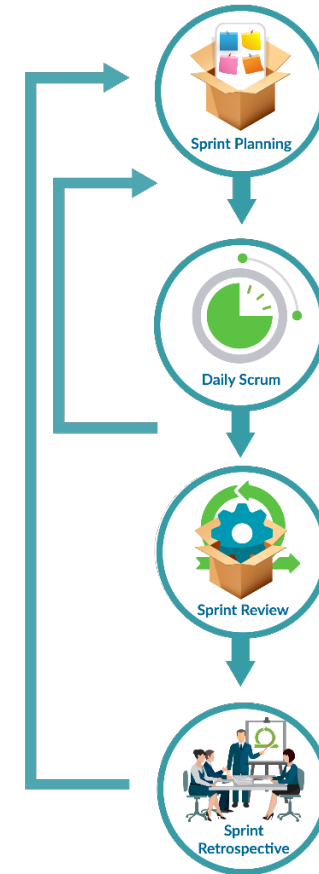 Sprint Planning
Daily Scrum
Sprint Review
Sprint
Retrospective